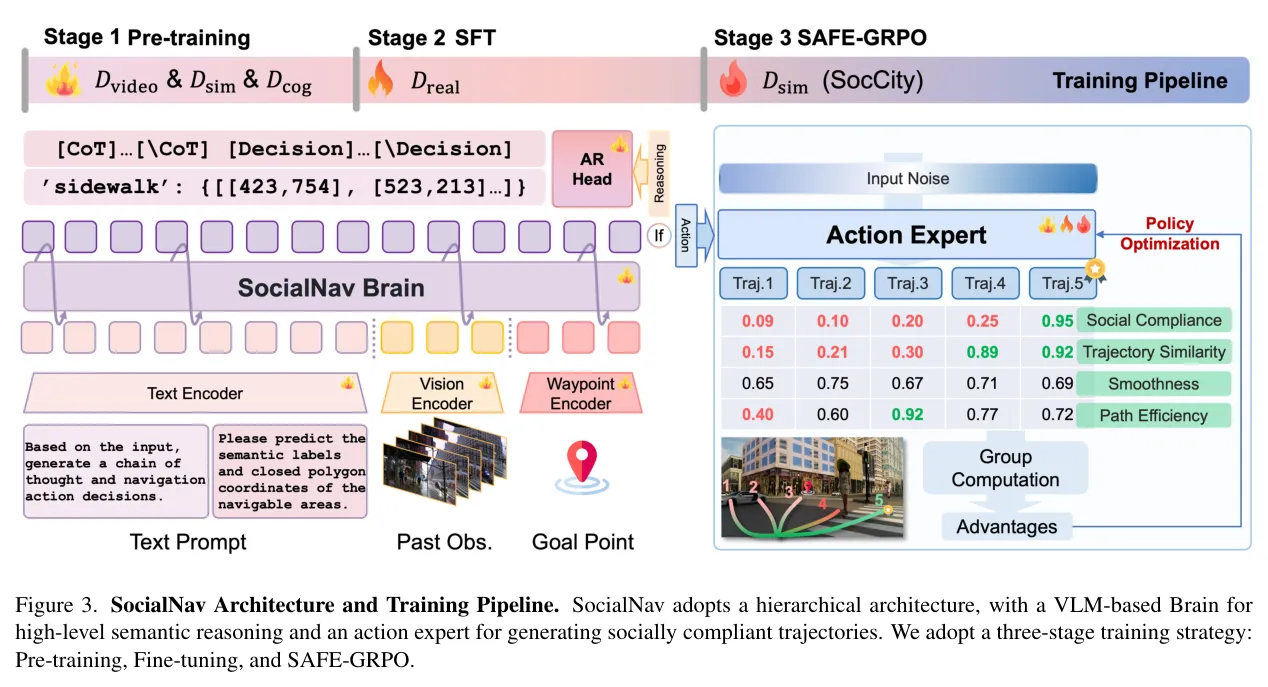 Stage 1 Pre-training
Stage 2 SFT
Stage 3 SAFE-GRPO
D_video & D_sim & D_cog
D_real
D_sim (SocCity)
Training Pipeline
[CoT]…[\CoT] [Decision]…[\Decision]
’sidewalk’: {[[423,754], [523,213]…]}
AR
Head
Reasoning
If
Action
SocialNav Brain
Text Encoder
Vision
Encoder
Waypoint
Encoder
Based on the input,
generate a chain of
thought and navigation
action decisions.
Please predict the
semantic labels
and closed polygon
coordinates of the
navigable areas.
Text Prompt
Past Obs.
Goal Point
Input Noise
Action Expert
Policy
Optimization
Traj.1 Traj.2 Traj.3 Traj.4 Traj.5
0.09 0.10 0.20 0.25 0.95 Social Compliance
0.15 0.21 0.30 0.89 0.92 Trajectory Similarity
0.65 0.75 0.67 0.71 0.69 Smoothness
0.40 0.60 0.92 0.77 0.72 Path Efficiency
1 2 3 4 5
Group
Computation
Advantages
Figure 3. SocialNav Architecture and Training Pipeline. SocialNav adopts a hierarchical architecture, with a VLM-based Brain for
high-level semantic reasoning and an action expert for generating socially compliant trajectories. We adopt a three-stage training strategy:
Pre-training, Fine-tuning, and SAFE-GRPO.